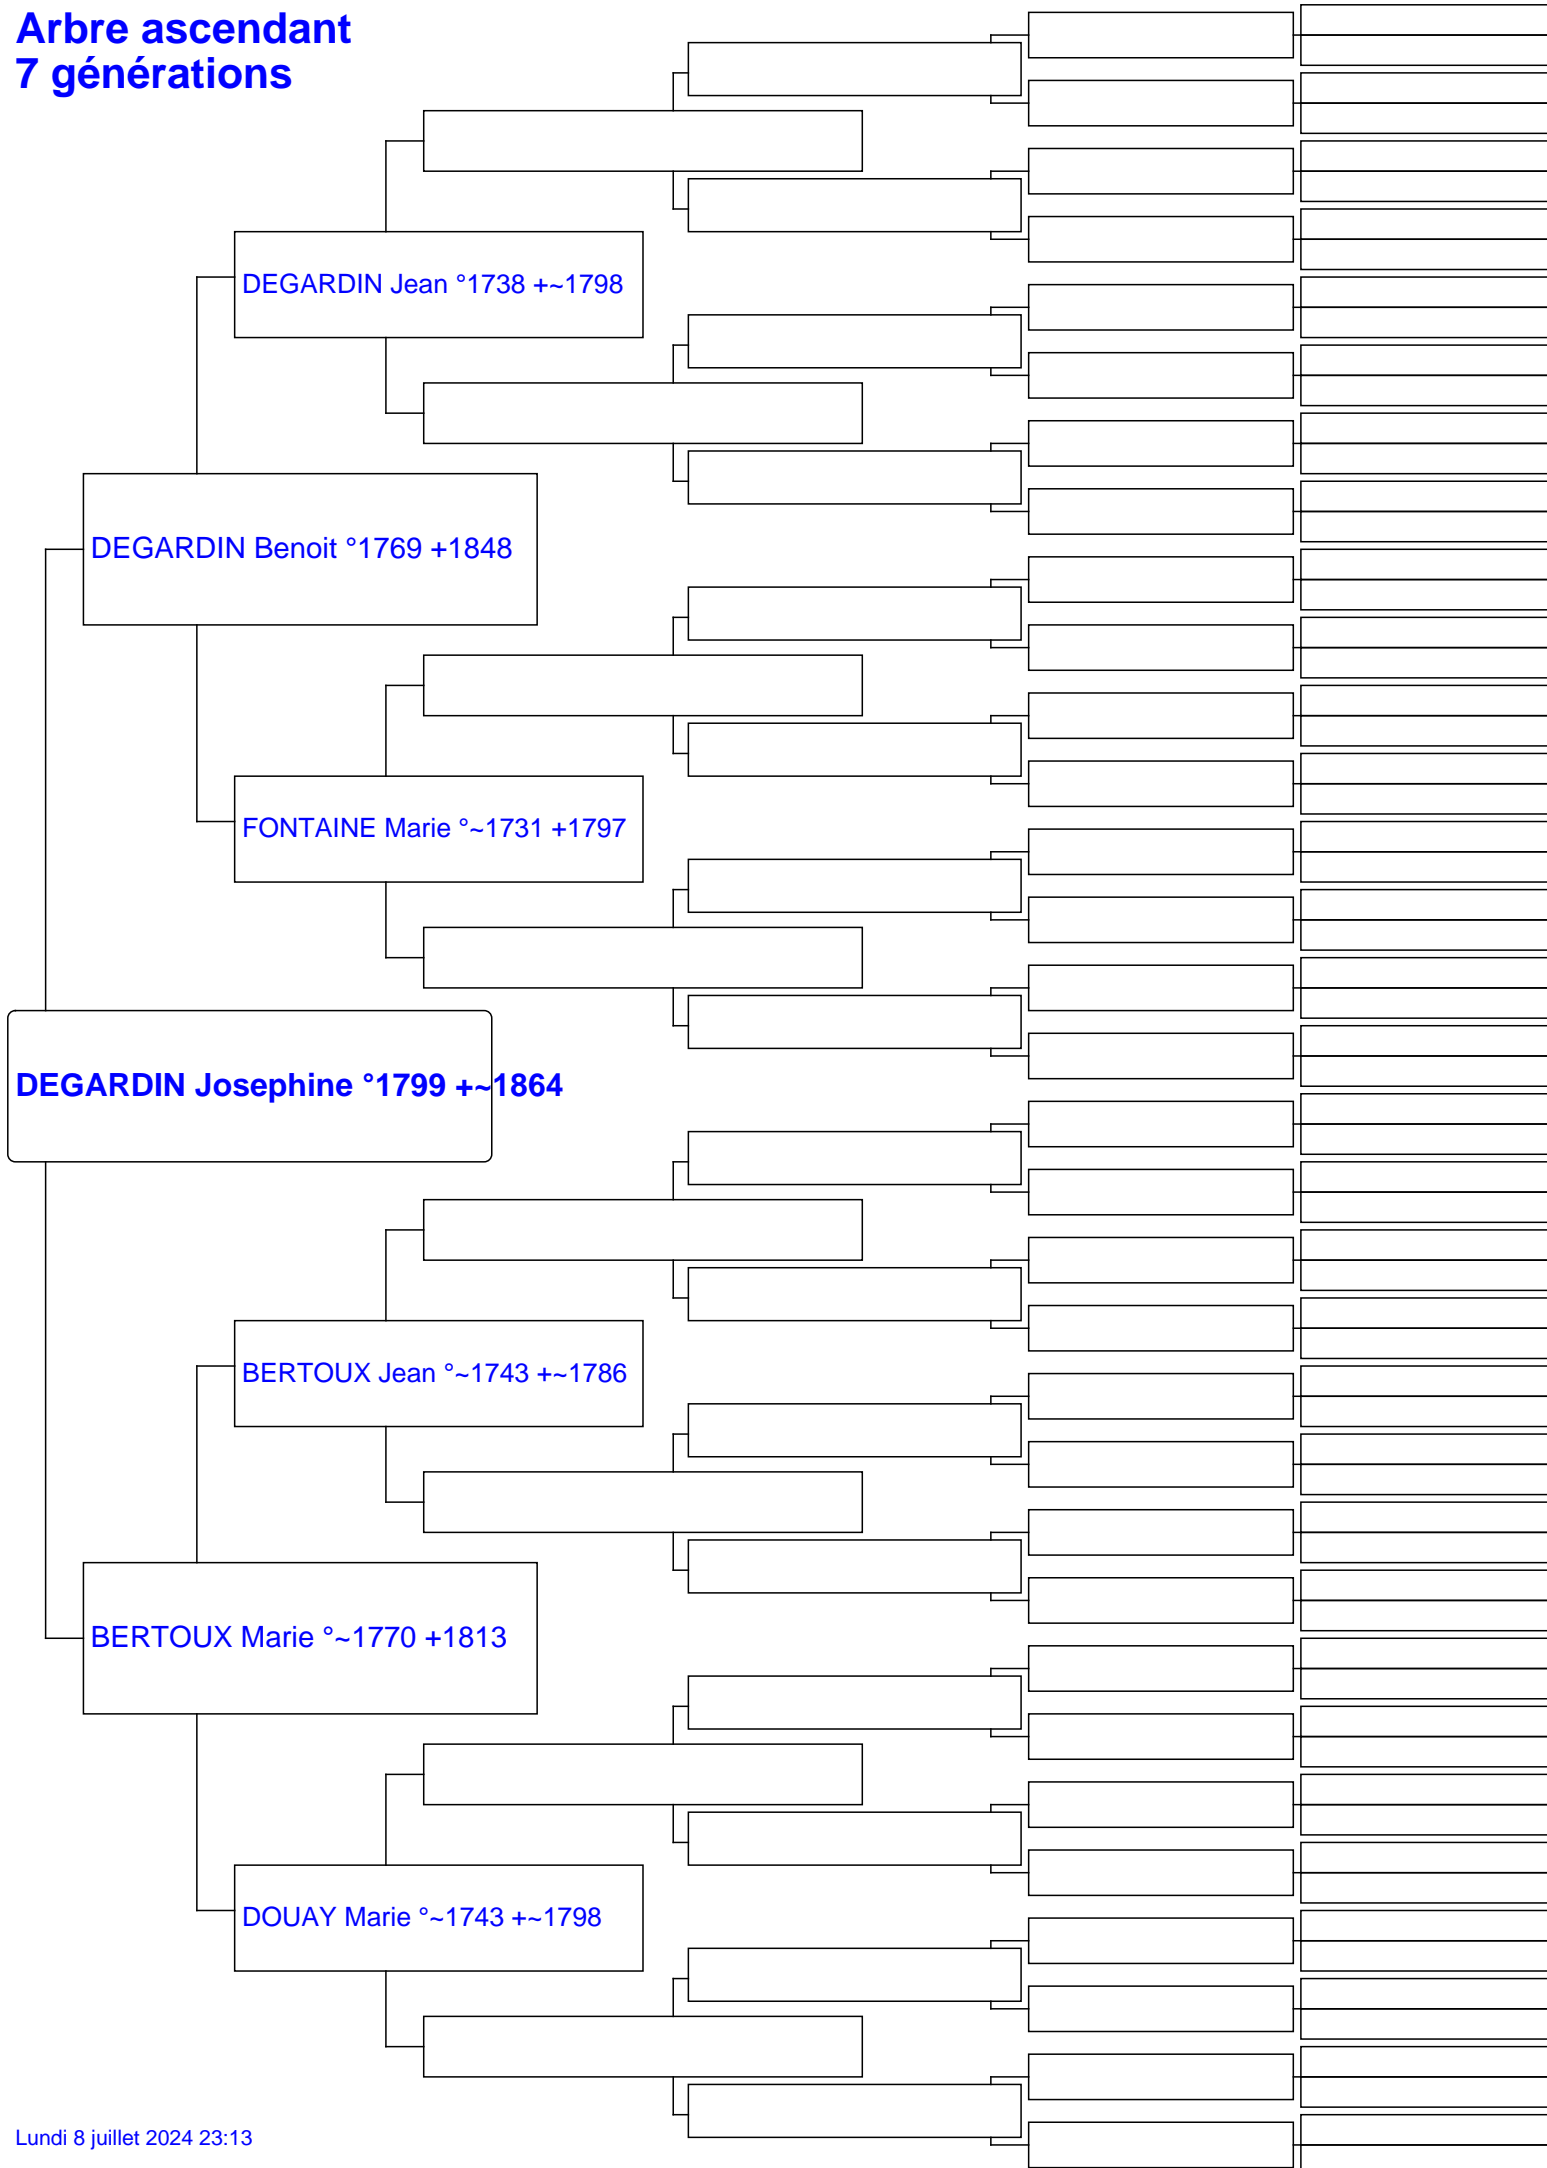 Arbre ascendant
7 générations
DEGARDIN Jean °1738 +~1798
DEGARDIN Benoit °1769 +1848
FONTAINE Marie °~1731 +1797
DEGARDIN Josephine °1799 +~1864
BERTOUX Jean °~1743 +~1786
BERTOUX Marie °~1770 +1813
DOUAY Marie °~1743 +~1798
Lundi 8 juillet 2024 23:13